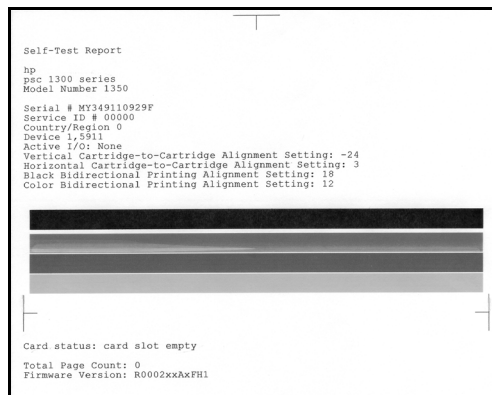 Self-Test Report
hp
psc 1300 series
Model Number 1350
Serial # MY349110929F
Service ID # 00000
Country/Region 0
Device 1,5911
Active I/O: None
Vertical Cartridge-to-Cartridge Alignment Setting: -24
Horizontal Cartridge-to-Cartridge Alignment Setting: 3
Black Bidirectional Printing Alignment Setting: 18
Color Bidirectional Printing Alignment Setting: 12
Card status: card slot empty
Total Page Count: 0
Firmware Version: R0002xxAxFH1